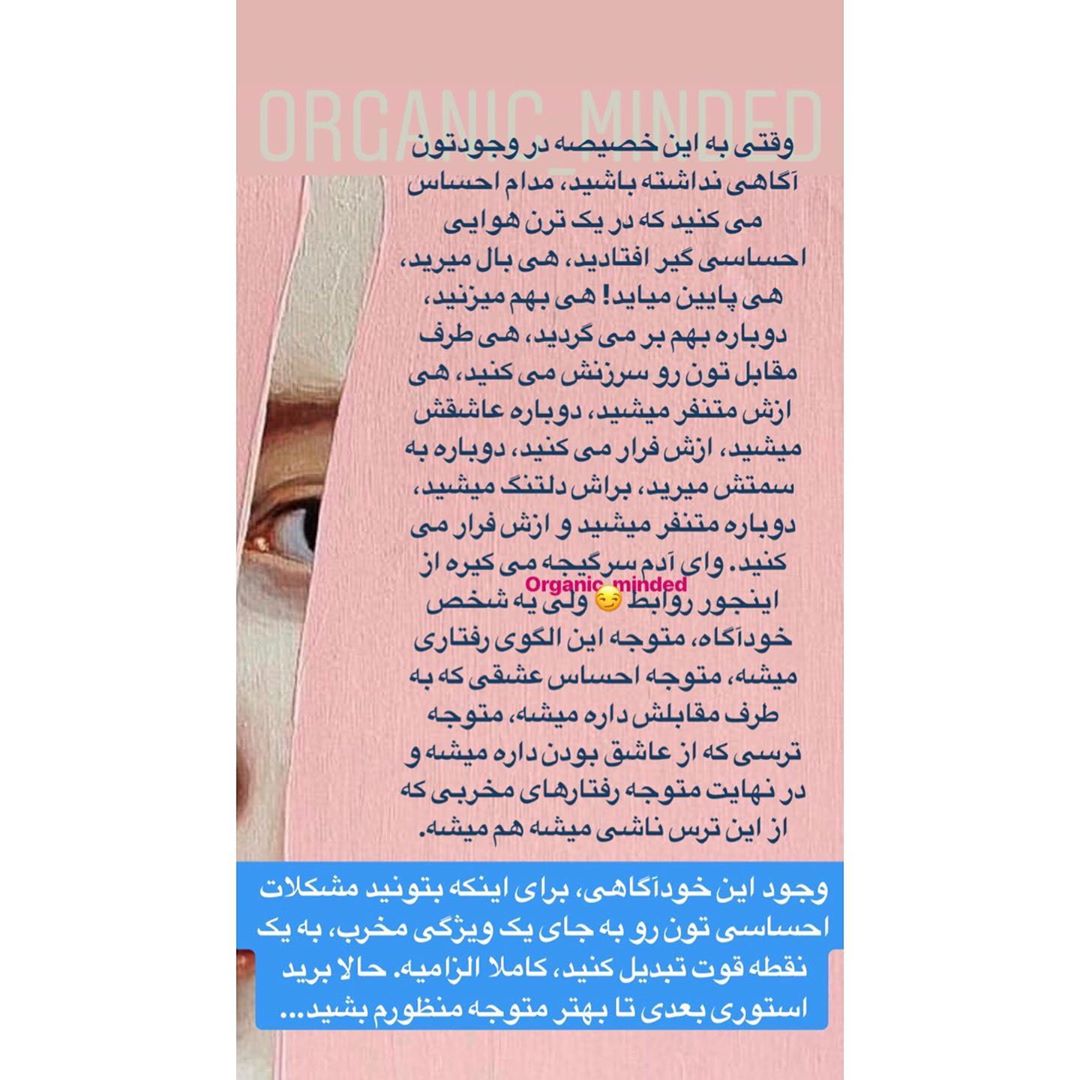 ORGANIC_MINDED
وقتی به این خصیصه در وجودتون
آگاهی نداشته باشید، مدام احساس
می کنید که در یک ترن هوایی
احساسی گیر افتادید، هی بال میرید،
هی پایین میاید! هی بهم میزنید،
دوباره بهم بر می گردید، هی طرف
مقابل تون رو سرزنش می کنید، هی
ازش متنفر میشید، دوباره عاشقش
میشید، ازش فرار می کنید، دوباره به
سمتش میرید، براش دلتنگ میشید،
دوباره متنفر میشید و ازش فرار می
کنید. وای آدم سرگیجه می گیره از
Organic_minded
اینجور روابط😏 ولی یه شخص
خودآگاه، متوجه این الگوی رفتاری
میشه، متوجه احساس عشقی که به
طرف مقابلش داره میشه، متوجه
ترسی که از عاشق بودن داره میشه و
در نهایت متوجه رفتارهای مخربی که
از این ترس ناشی میشه هم میشه.
وجود این خودآگاهی، برای اینکه بتونید مشکلات
احساسی تون رو به جای یک ویژگی مخرب، به یک
نقطه قوت تبدیل کنید، کاملا الزامیه. حالا برید
استوری بعدی تا بهتر متوجه منظورم بشید...